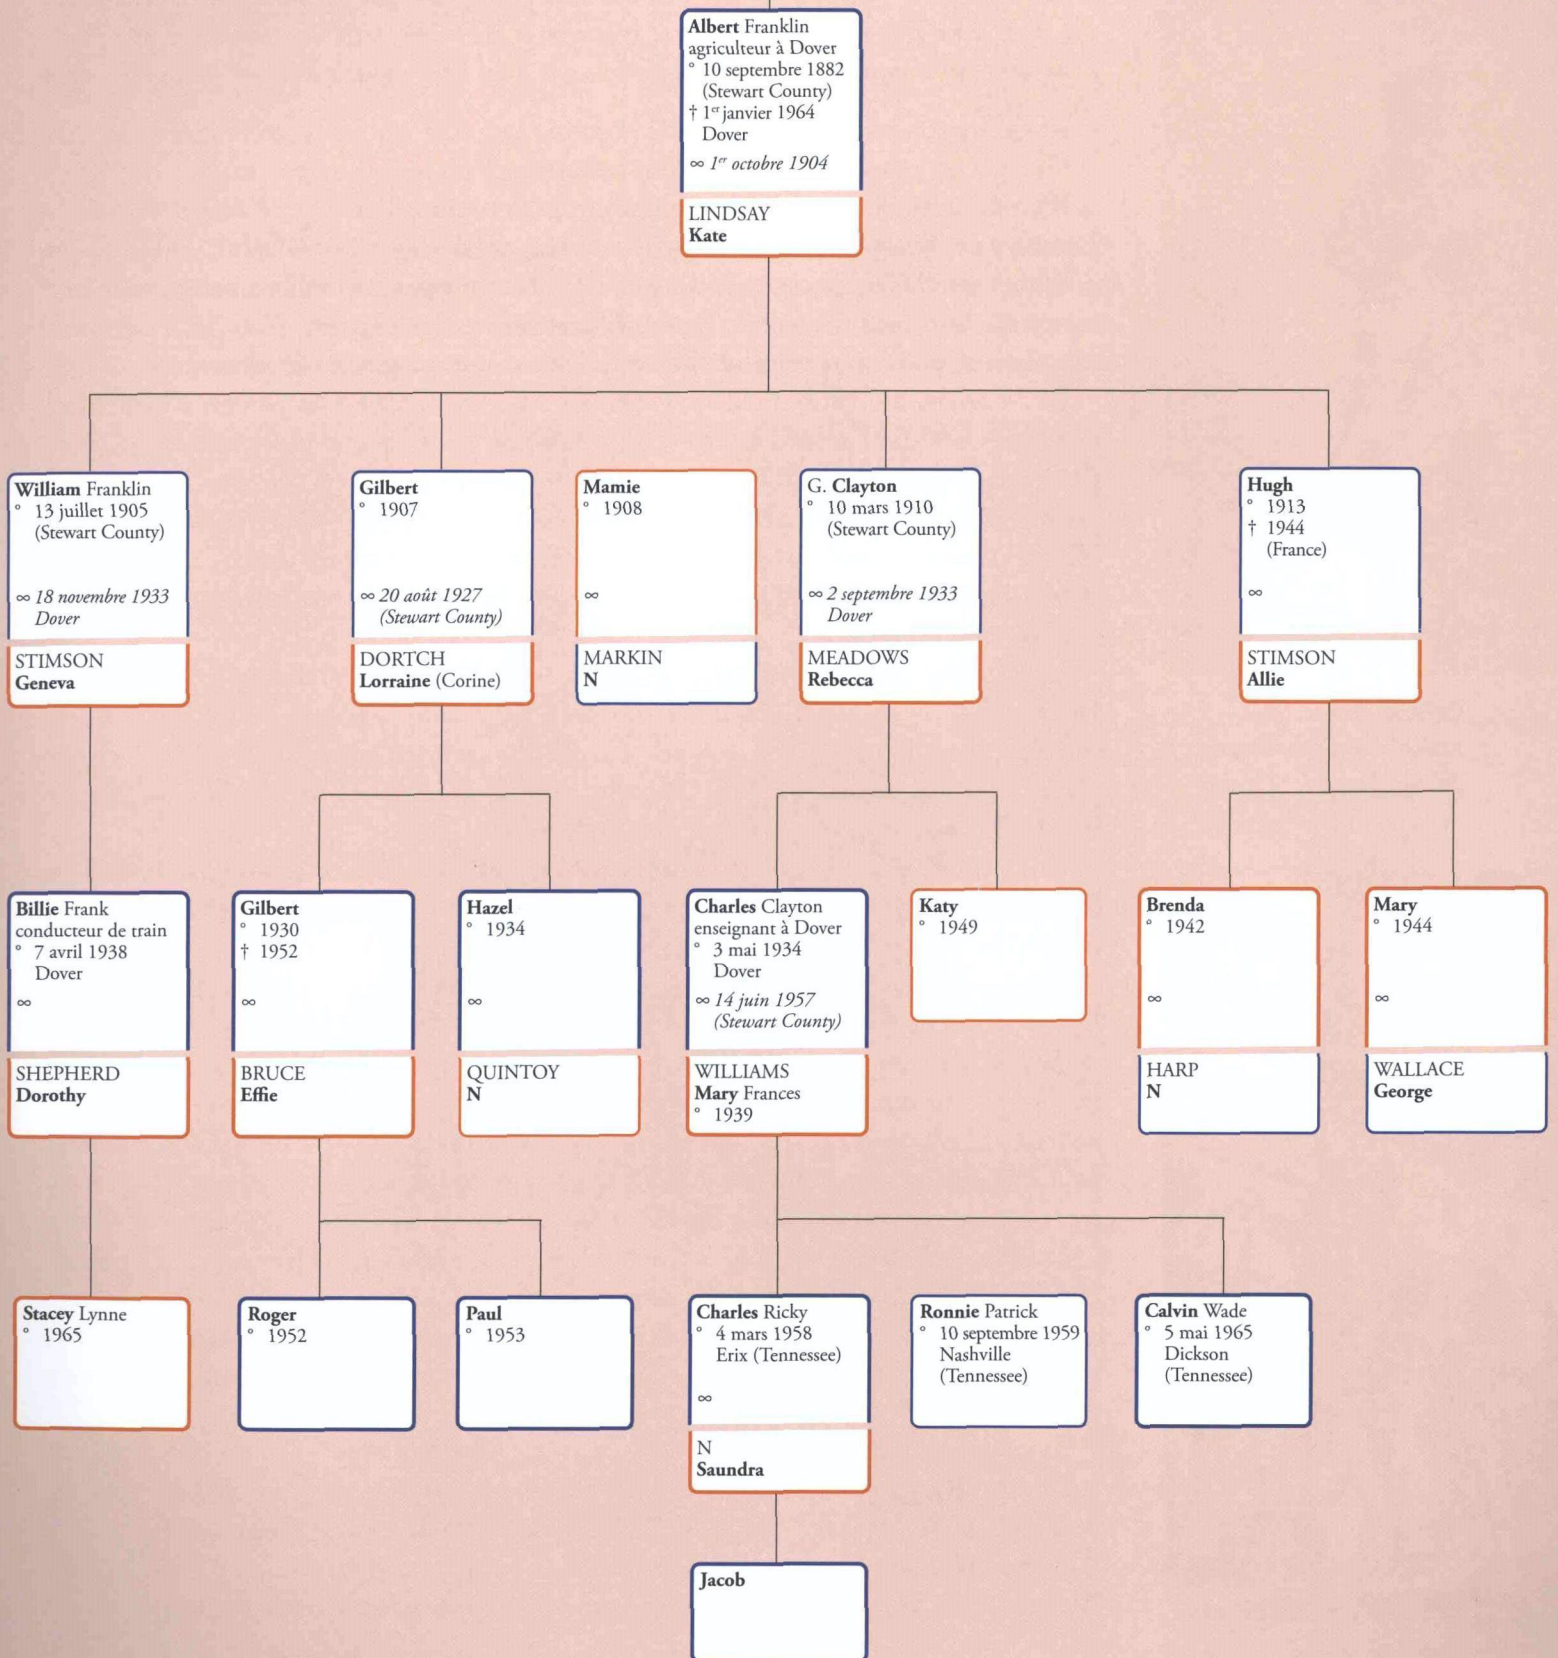 Albert Franklin
agriculteur à Dover
° 10 septembre 1882
(Stewart County)
† 1er janvier 1964
Dover
∞ 1er octobre 1904
LINDSAY
Kate
William Franklin
° 13 juillet 1905
(Stewart County)
∞ 18 novembre 1933
Dover
STIMSON
Geneva
Gilbert
° 1907
∞ 20 août 1927
(Stewart County)
DORTCH
Lorraine (Corine)
Mamie
° 1908
∞
MARKIN
N
G. Clayton
° 10 mars 1910
(Stewart County)
∞ 2 septembre 1933
Dover
MEADOWS
Rebecca
Hugh
° 1913
† 1944
(France)
∞
STIMSON
Allie
Billie Frank
conducteur de train
° 7 avril 1938
Dover
∞
SHEPHERD
Dorothy
Gilbert
° 1930
† 1952
∞
BRUCE
Effie
Hazel
° 1934
∞
QUINTOY
N
Charles Clayton
enseignant à Dover
° 3 mai 1934
Dover
∞ 14 juin 1957
(Stewart County)
WILLIAMS
Mary Frances
° 1939
Katy
° 1949
Brenda
° 1942
∞
HARP
N
Mary
° 1944
∞
WALLACE
George
Stacey Lynne
° 1965
Roger
° 1952
Paul
° 1953
Charles Ricky
° 4 mars 1958
Erix (Tennessee)
∞
N
Saundra
Ronnie Patrick
° 10 septembre 1959
Nashville
(Tennessee)
Calvin Wade
° 5 mai 1965
Dickson
(Tennessee)
Jacob